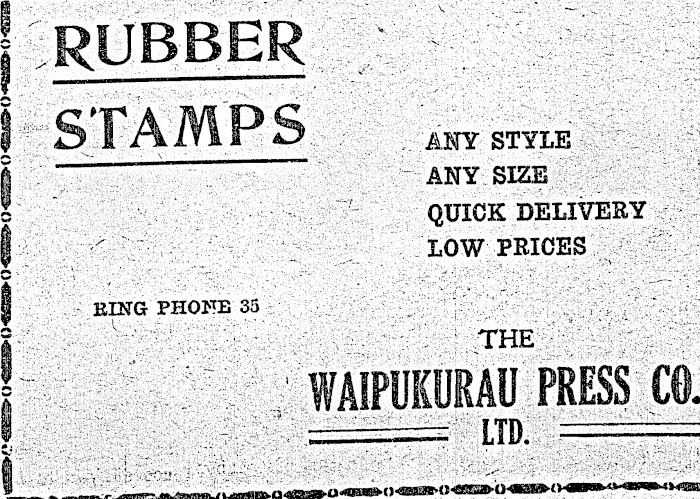 RUBBER
STAMPS
ANY STYLE
ANY SIZE
QUICK DELIVERY
LOW PRICES
RING PHONE 35
THE
WAIPUKURAU PRESS CO.
LTD.